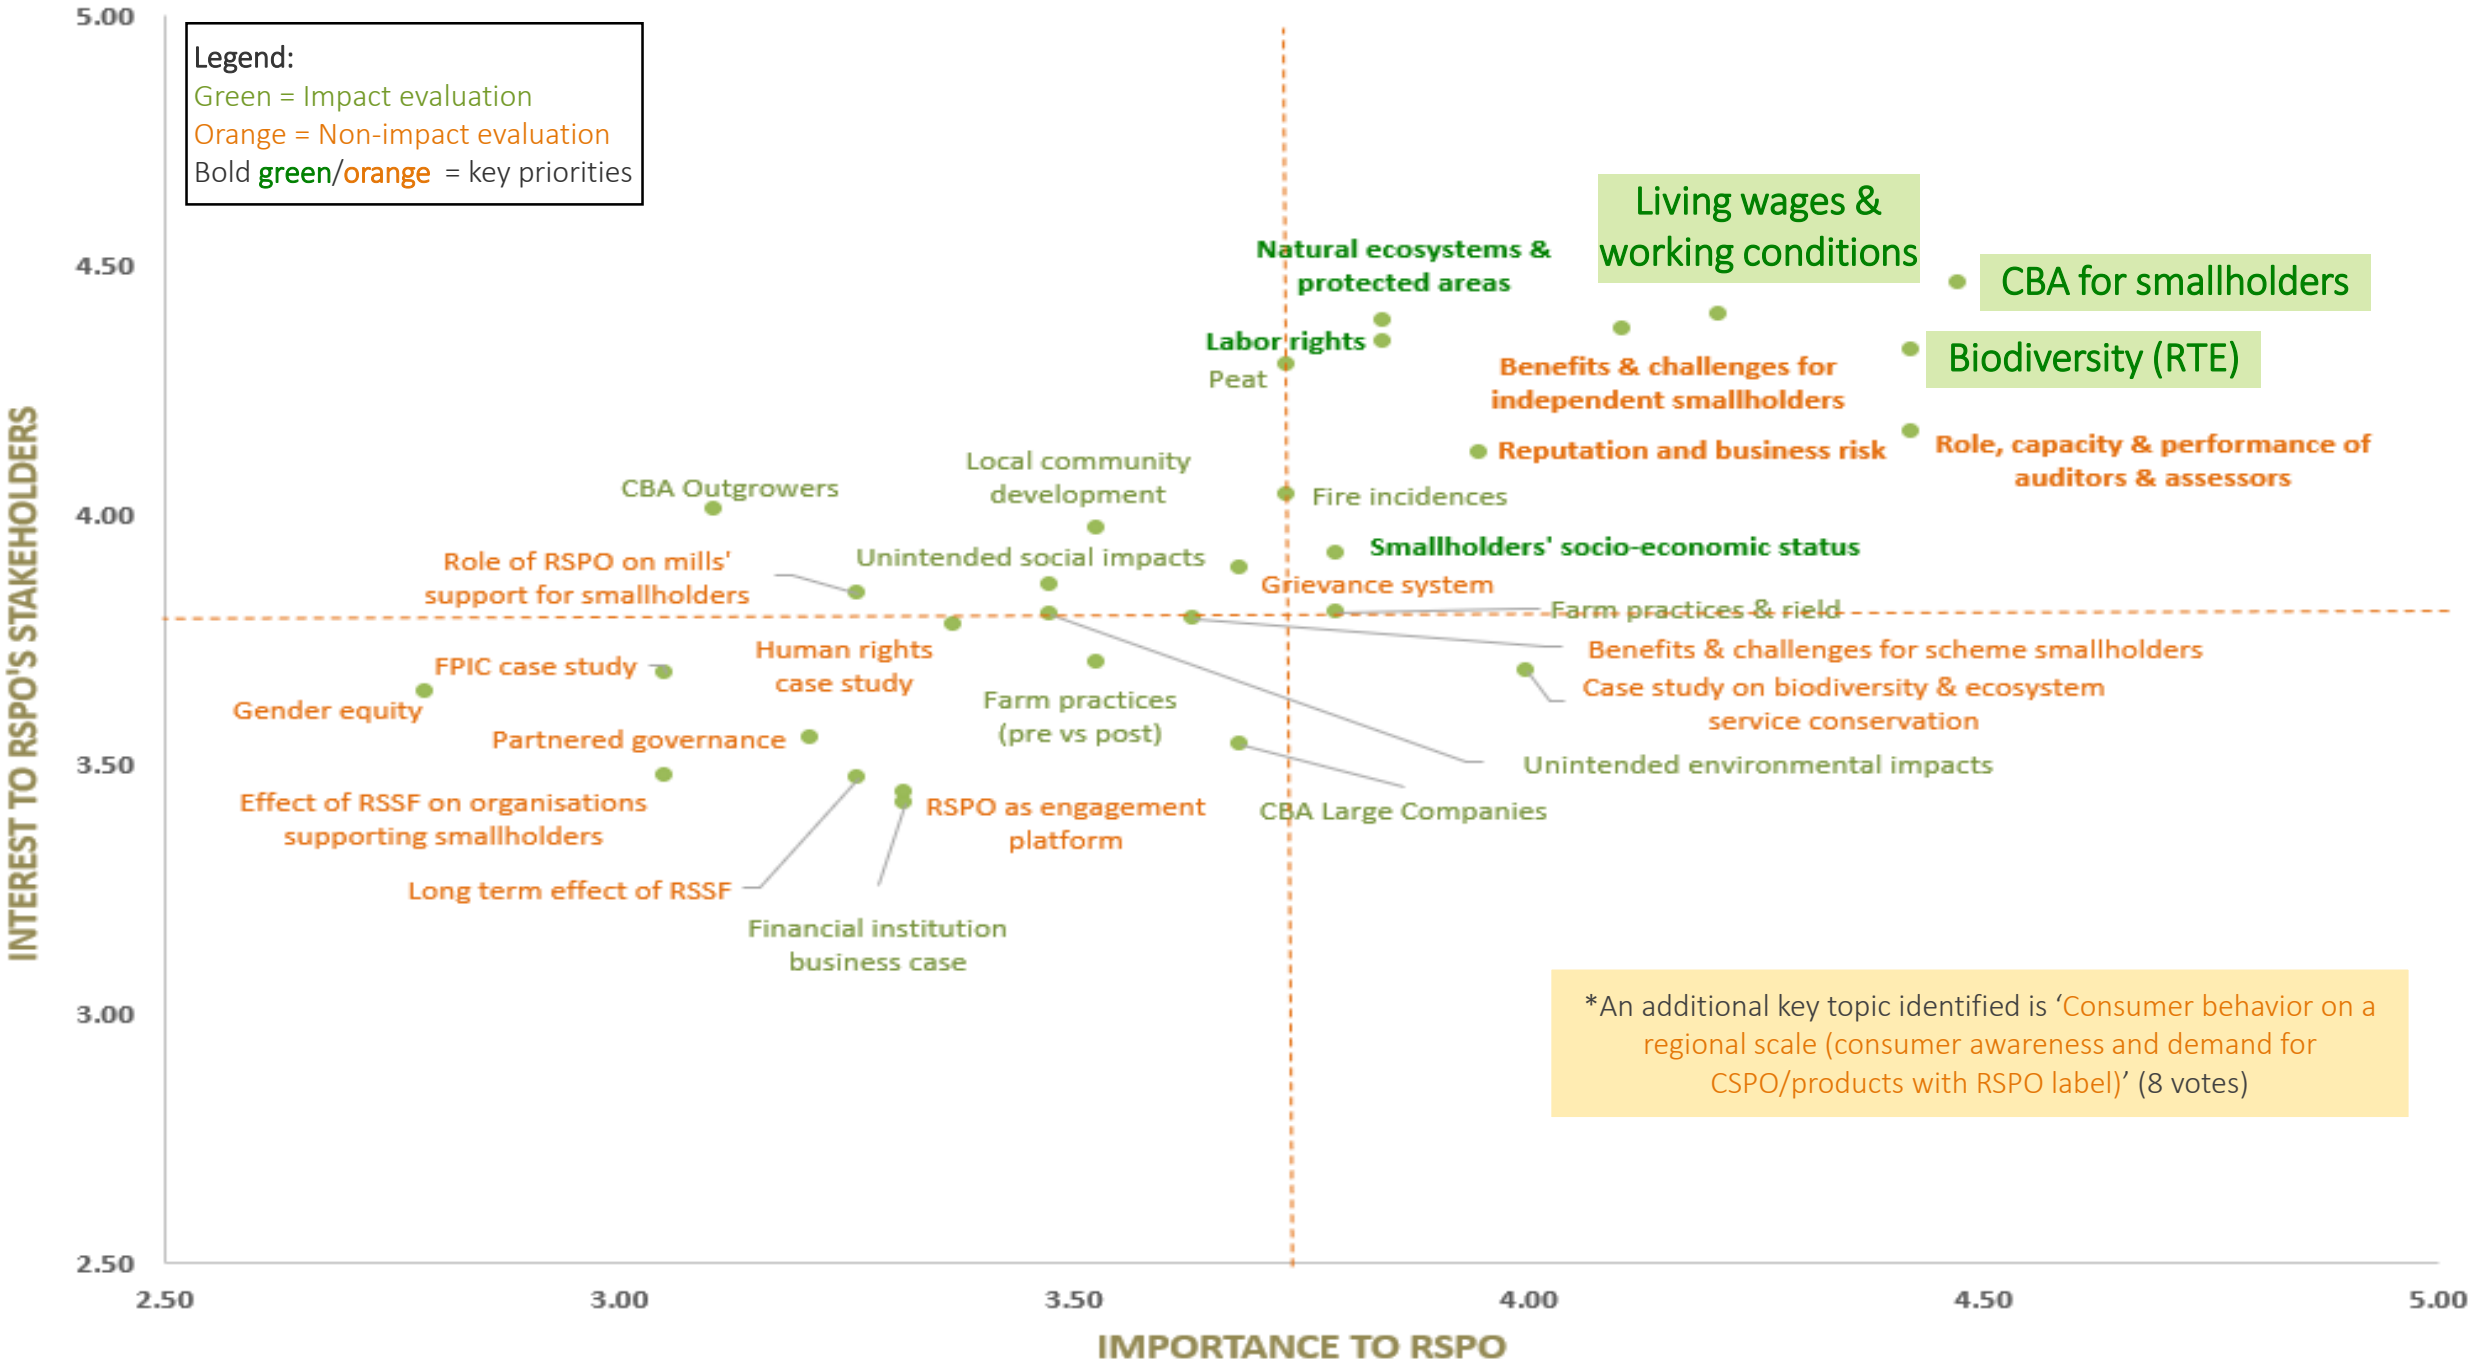 5.00
Legend:
Green = Impact evaluation
Orange = Non-impact evaluation
Bold green/orange = key priorities
Living wages &
working conditions
Natural ecosystems &
protected areas
4.50
CBA for smallholders
Labor rights
Peat
Biodiversity (RTE)
Benefits & challenges for
independent smallholders
Reputation and business risk
Role, capacity & performance of
auditors & assessors
Local community
development
CBA Outgrowers
Fire incidences
4.00
Role of RSPO on mills'
support for smallholders
Unintended social impacts
Smallholders' socio-economic status
Grievance system
Farm practices & rield
Human rights
case study
Benefits & challenges for scheme smallholders
FPIC case study
Gender equity
Farm practices
(pre vs post)
Case study on biodiversity & ecosystem
service conservation
Partnered governance
3.50
Unintended environmental impacts
Effect of RSSF on organisations
supporting smallholders
RSPO as engagement
platform
CBA Large Companies
Long term effect of RSSF
Financial institution
business case
3.00
*An additional key topic identified is ‘Consumer behavior on a
regional scale (consumer awareness and demand for
CSPO/products with RSPO label)’ (8 votes)
2.50
INTEREST TO RSPO'S STAKEHOLDERS
2.50 3.00 3.50 4.00 4.50 5.00
IMPORTANCE TO RSPO